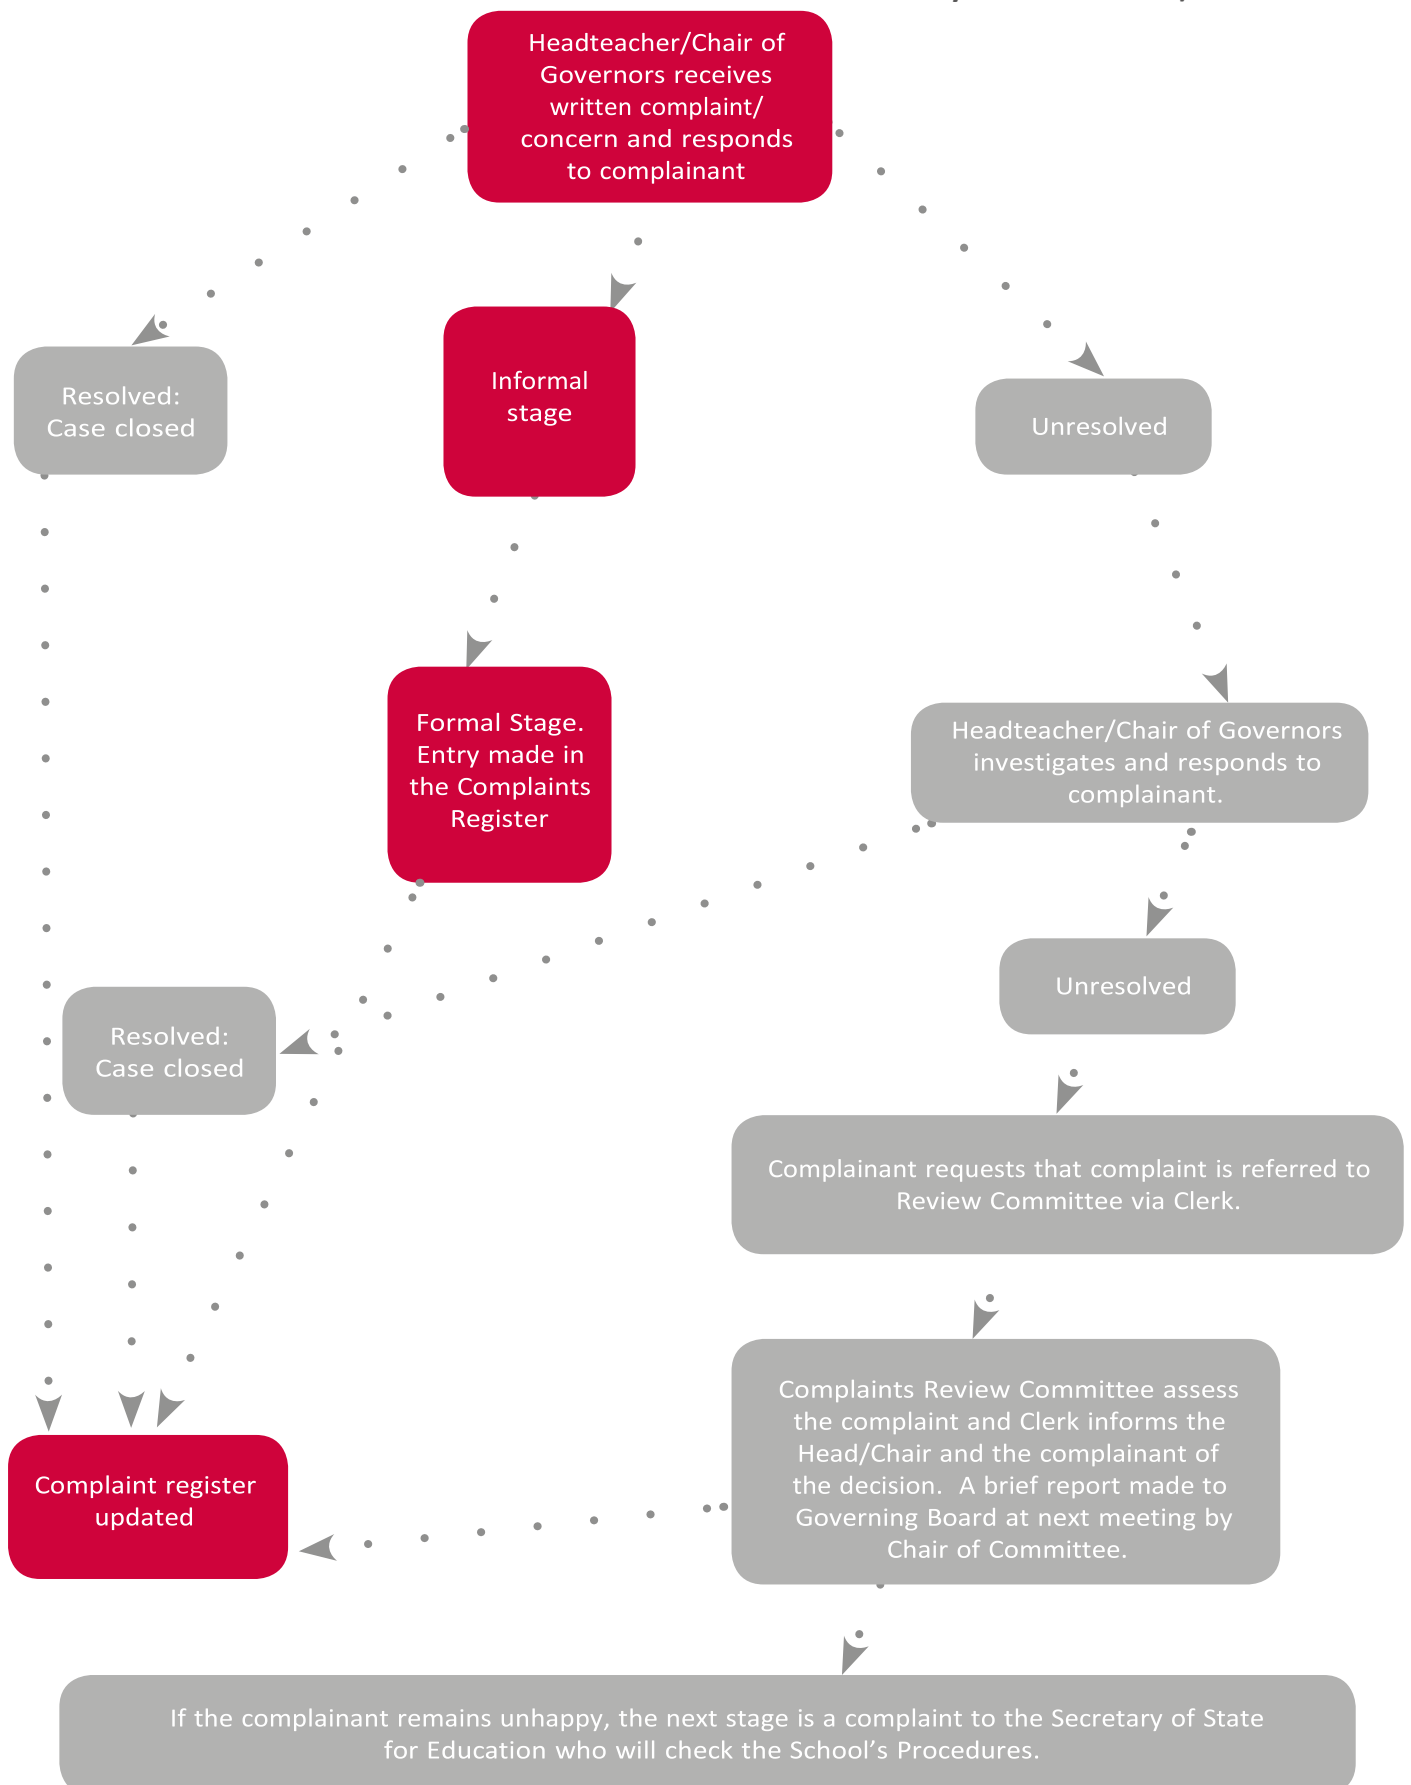 Headteacher/Chair of
Governors receives
written complaint/
concern and responds
to complainant
Resolved:
Case closed
Informal
stage
Unresolved
Formal Stage.
Entry made in
the Complaints
Register
Headteacher/Chair of Governors
investigates and responds to
complainant.
Resolved:
Case closed
Unresolved
Complainant requests that complaint is referred to
Review Committee via Clerk.
Complaints Review Committee assess
the complaint and Clerk informs the
Head/Chair and the complainant of
the decision.  A brief report made to
Governing Board at next meeting by
Chair of Committee.
Complaint register
updated
If the complainant remains unhappy, the next stage is a complaint to the Secretary of State
for Education who will check the School’s Procedures.